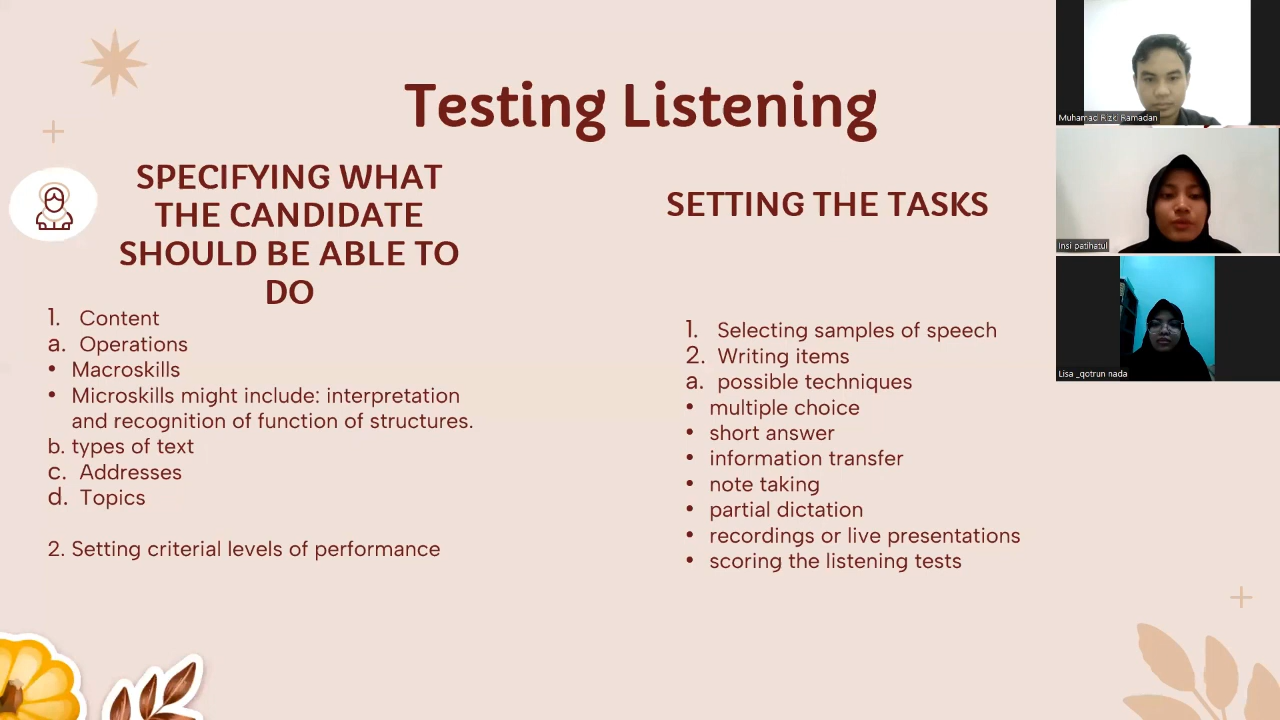 Testing Listening
SPECIFYING WHAT
THE CANDIDATE
SHOULD BE ABLE TO
DO
1. Content
a. Operations
• Macroskills
• Microskills might include: interpretation
and recognition of function of structures.
b. types of text
c. Addresses
d. Topics
2. Setting criterial levels of performance
SETTING THE TASKS
1. Selecting samples of speech
2. Writing items
a. possible techniques
• multiple choice
• short answer
• information transfer
• note taking
• partial dictation
• recordings or live presentations
• scoring the listening tests
Muhamad Rizki Ramadan
Insi patihatul
Lisa _qotrun nada